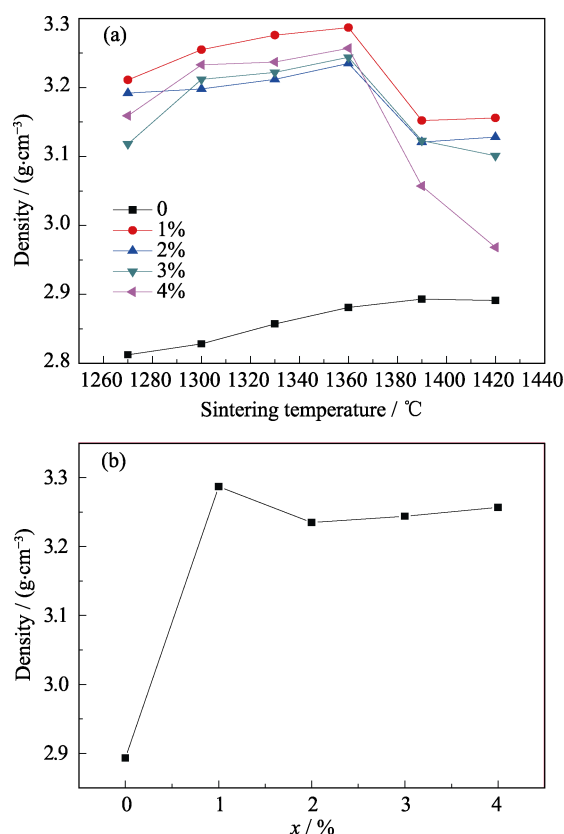 (a)
3.3
3.2
3.1
3.0
2.9
2.8
Density / (g·cm⁻³)
0
1%
2%
3%
4%
1260 1280 1300 1320 1340 1360 1380 1400 1420 1440
Sintering temperature / ℃
(b)
3.3
3.2
3.1
3.0
2.9
Density / (g·cm⁻³)
0 1 2 3 4
x / %